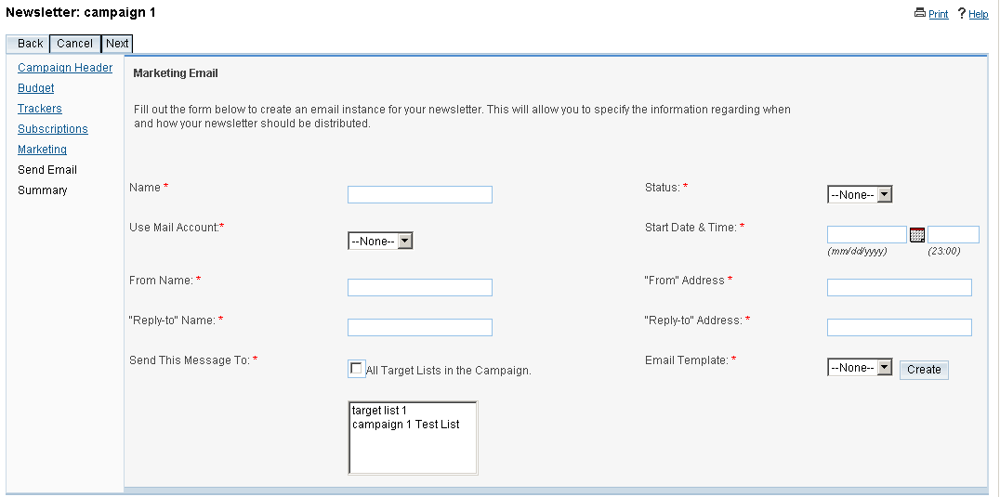 Newsletter: campaign 1
Print ? Help
Back Cancel Next
Campaign Header
Budget
Trackers
Subscriptions
Marketing
Send Email
Summary
Marketing Email
Fill out the form below to create an email instance for your newsletter. This will allow you to specify the information regarding when
and how your newsletter should be distributed.
Name * Status: * --None--
Use Mail Account:* --None-- Start Date & Time: *
(mm/dd/yyyy) (23:00)
From Name: * "From" Address *
"Reply-to" Name: * "Reply-to" Address: *
Send This Message To: * All Target Lists in the Campaign. Email Template: * --None-- Create
target list 1
campaign 1 Test List